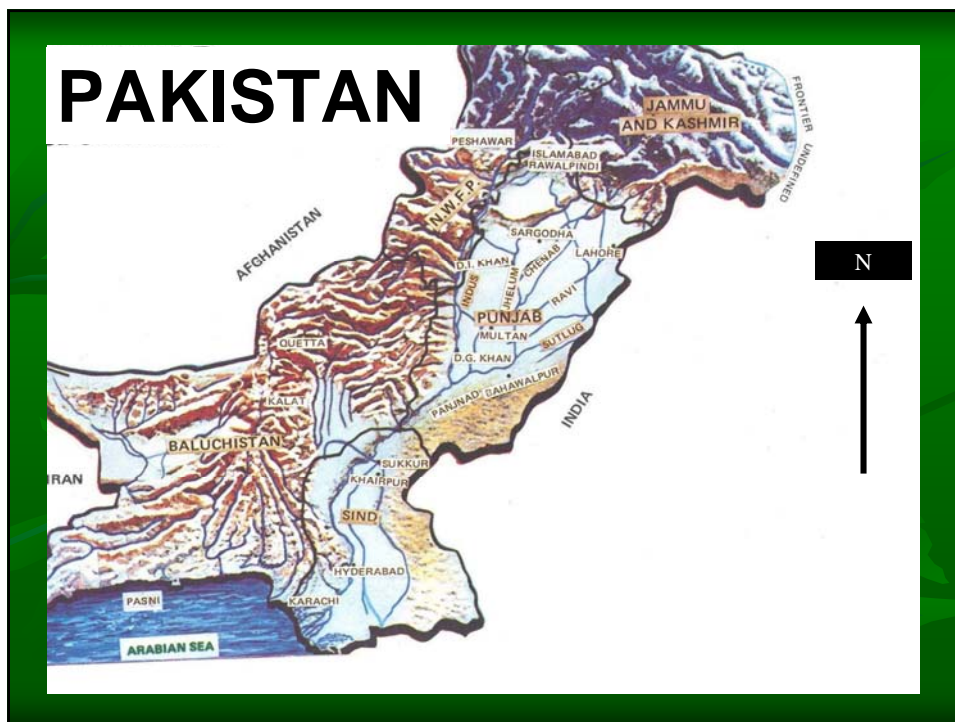 PAKISTAN
JAMMU
AND KASHMIR
FRONTIER UNDEFINED
PESHAWAR
ISLAMABAD
RAWALPINDI
N.W.F.P.
AFGHANISTAN
SARGODHA
LAHORE
D.I. KHAN
CHENAB
N
INDUS
JHELUM
RAVI
PUNJAB
MULTAN
SUTLUG
QUETTA
D.G. KHAN
BAHAWALPUR
PANJNAD
KALAT
INDIA
BALUCHISTAN
SUKKUR
IRAN
KHAIRPUR
SIND
HYDERABAD
PASNI
KARACHI
ARABIAN SEA